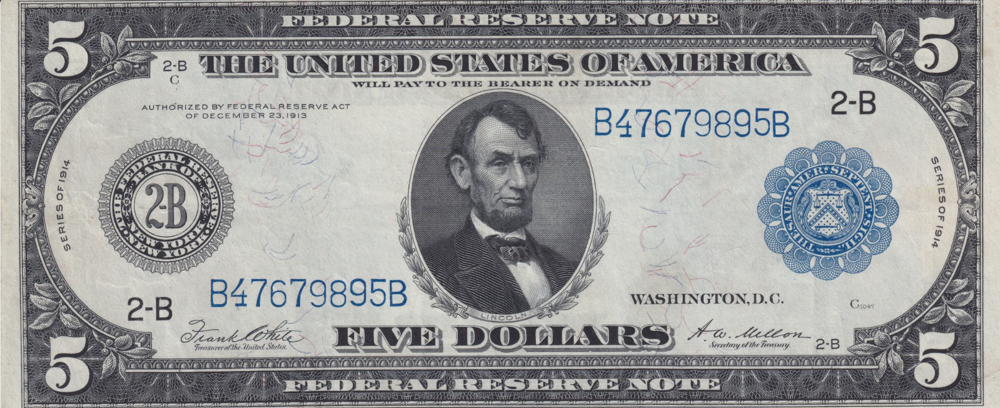 FEDERAL RESERVE NOTE
5
5
2-B
C
THE UNITED STATES OF AMERICA
WILL PAY TO THE BEARER ON DEMAND
AUTHORIZED BY FEDERAL RESERVE ACT
OF DECEMBER 23, 1913
2-B
B47679895B
SERIES OF 1914
THE FEDERAL RESERVE
BANK OF
2-B
NEW YORK
NEW YORK
THESAUR. AMER. SEPTENT. SIGIL.
SERIES OF 1914
B47679895B
2-B
WASHINGTON, D.C.
C1047
LINCOLN
Frank White
Treasurer of the United States.
FIVE DOLLARS
A. W. Mellon
Secretary of the Treasury.
2-B
5
5
FEDERAL RESERVE NOTE